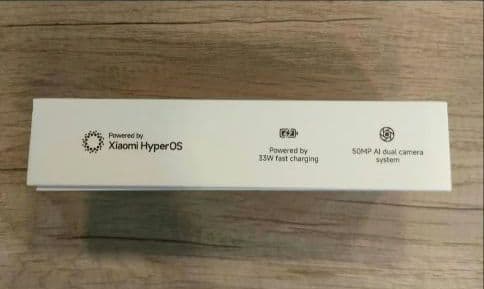 Powered by
Xiaomi HyperOS
Powered by
33W fast charging
50MP AI dual camera
system